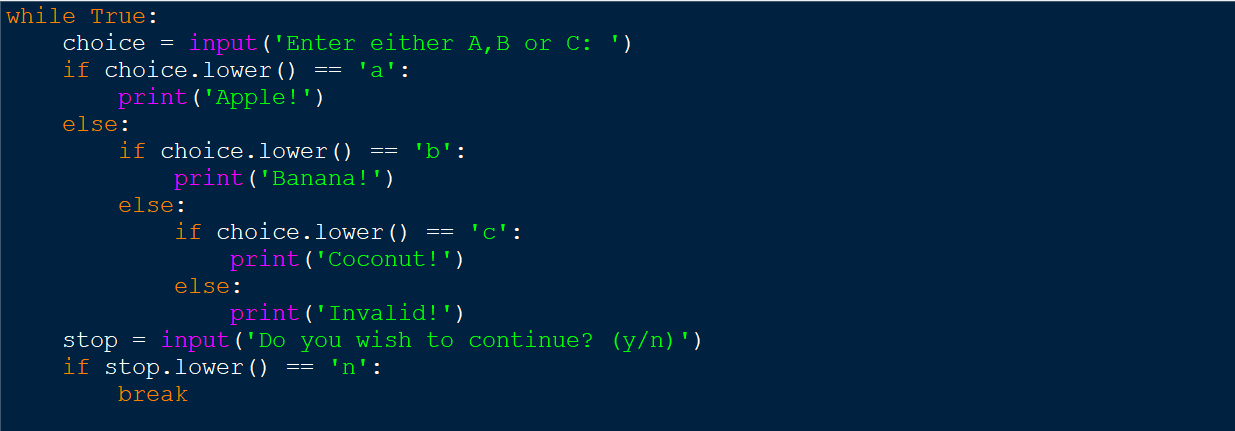 while True:
    choice = input('Enter either A,B or C: ')
    if choice.lower() == 'a':
        print('Apple!')
    else:
        if choice.lower() == 'b':
            print('Banana!')
        else:
            if choice.lower() == 'c':
                print('Coconut!')
            else:
                print('Invalid!')
    stop = input('Do you wish to continue? (y/n)')
    if stop.lower() == 'n':
        break